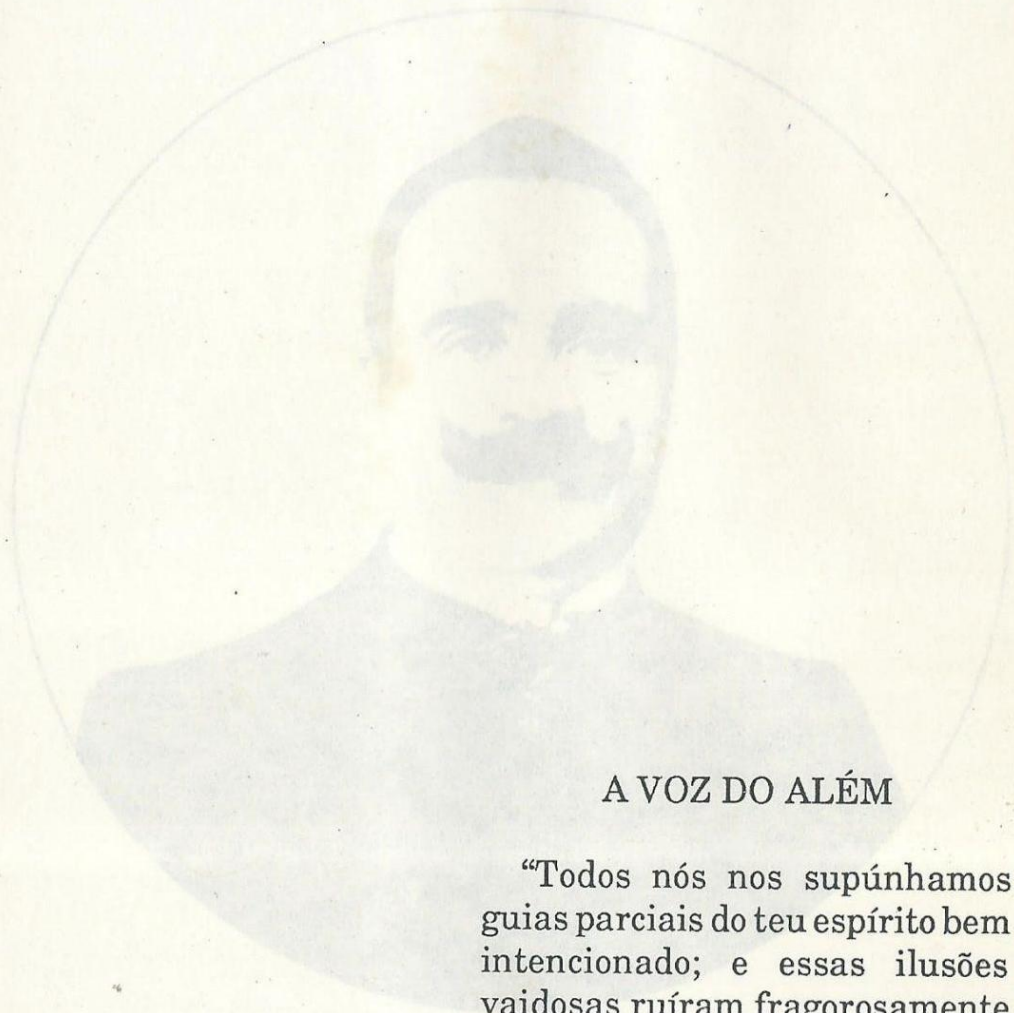 A VOZ DO ALÉM
“Todos nós nos supúnhamos
guias parciais do teu espírito bem
intencionado; e essas ilusões
vaidosas ruíram fragorosamente